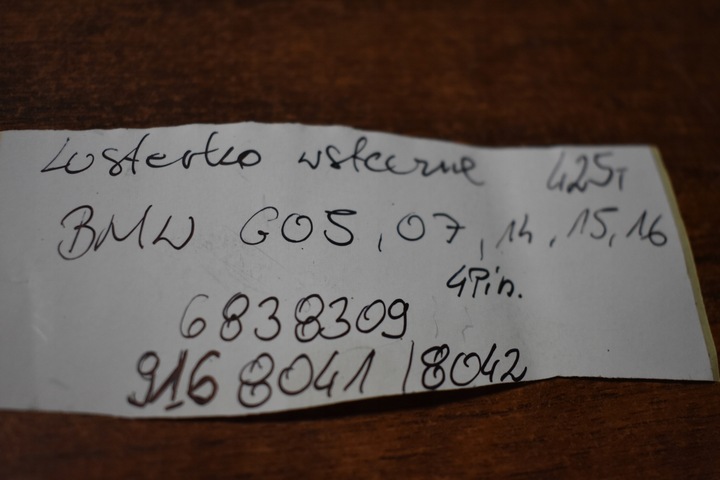 Lusterko wsteczne 425T
BMW G05, 07, 14, 15, 16
4Pin.
6838309
9168041 / 8042